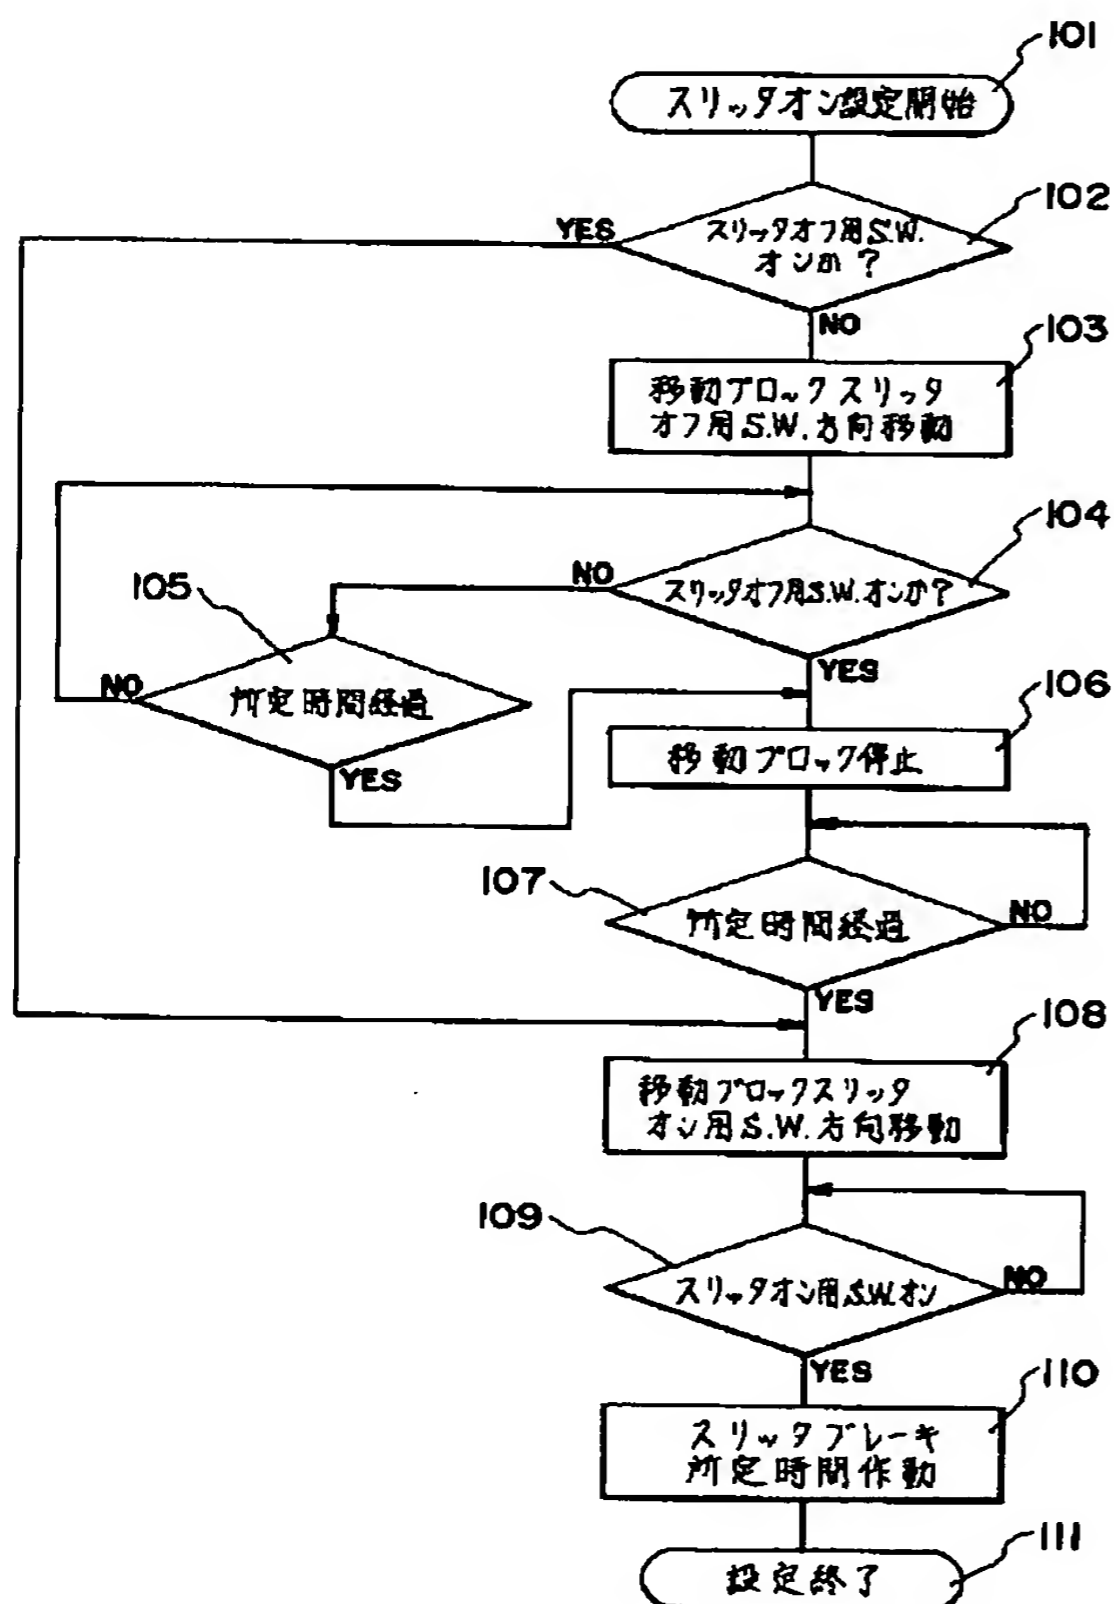 101
スリッタオン設定開始
102
スリッタオフ用S.W.
オンか?
YES
NO
103
移動ブロックスリッタ
オフ用S.W.方向移動
104
スリッタオフ用S.W.オンか?
NO
YES
105
所定時間経過
NO
YES
106
移動ブロック停止
107
所定時間経過
NO
YES
108
移動ブロックスリッタ
オン用S.W.方向移動
109
スリッタオン用S.W.オン
NO
YES
110
スリッタブレーキ
所定時間作動
111
設定終了